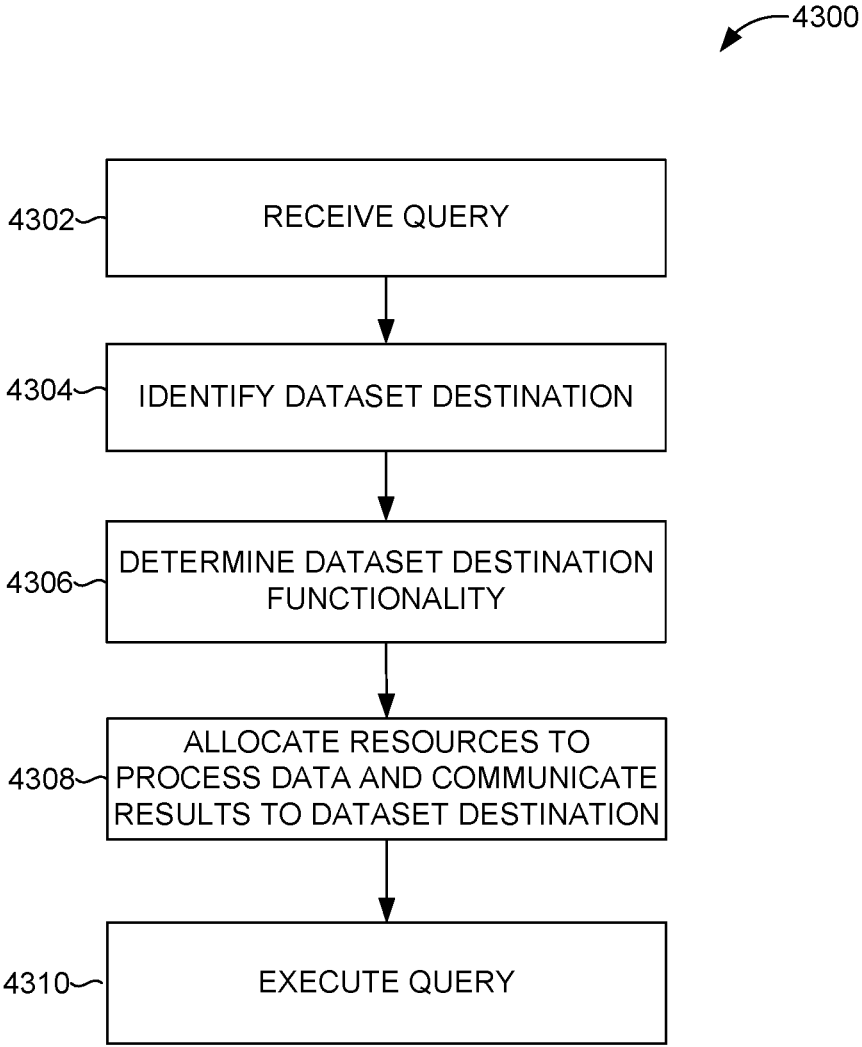 4300
4302
RECEIVE QUERY
4304
IDENTIFY DATASET DESTINATION
4306
DETERMINE DATASET DESTINATION
FUNCTIONALITY
4308
ALLOCATE RESOURCES TO
PROCESS DATA AND COMMUNICATE
RESULTS TO DATASET DESTINATION
4310
EXECUTE QUERY